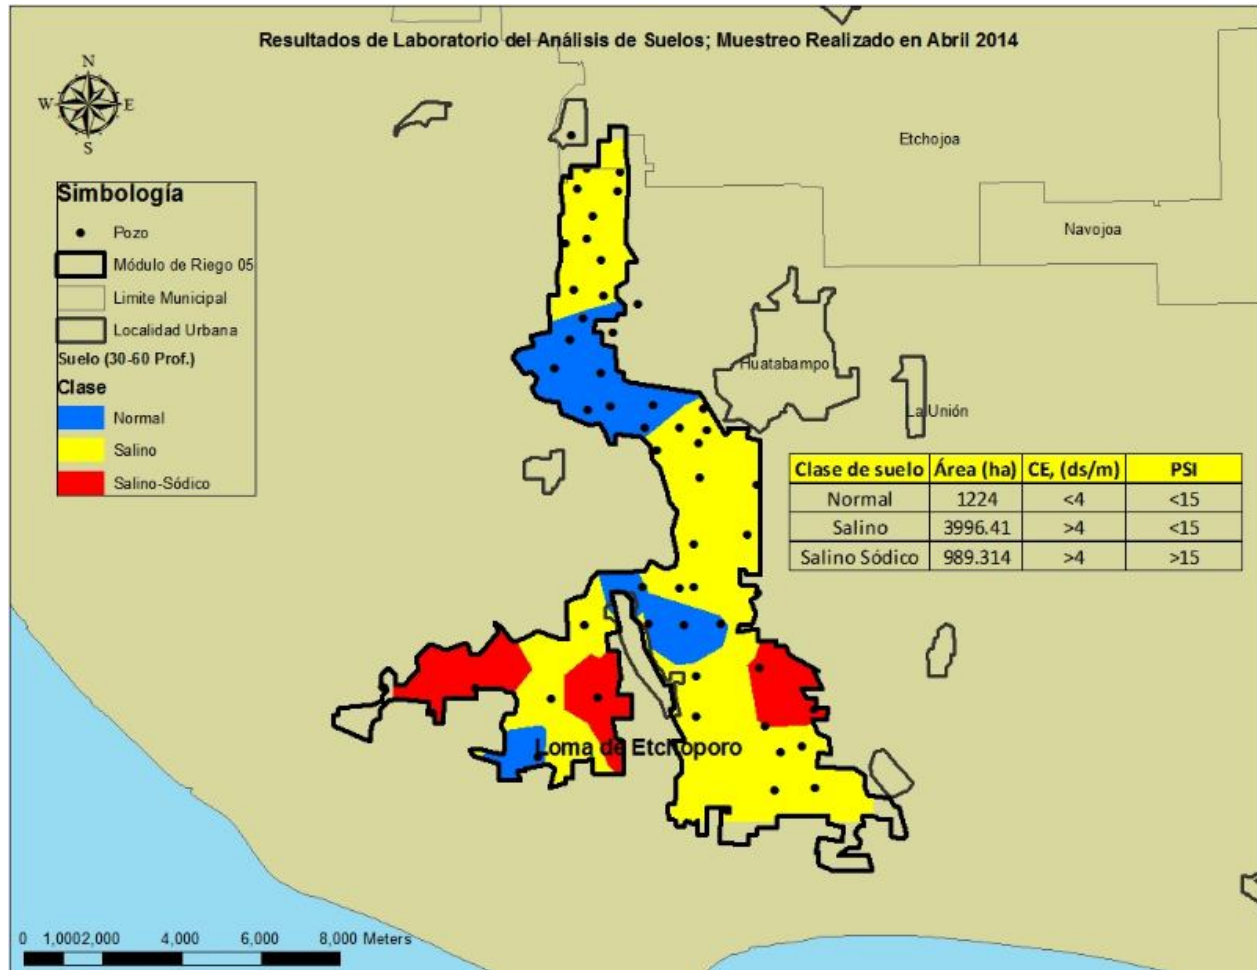 Resultados de Laboratorio del Análisis de Suelos; Muestreo Realizado en Abril 2014
N
W E
S
Etchojoa
Navojoa
Simbología
Pozo
Módulo de Riego 05
Limite Municipal
Localidad Urbana
Suelo (30-60 Prof.)
Clase
Normal
Salino
Salino-Sódico
Huatabampo
La Unión
Clase de suelo Área (ha) CE, (ds/m) PSI
Normal 1224 <4 <15
Salino 3996.41 >4 <15
Salino Sódico 989.314 >4 >15
Loma de Etchoporo
0 1,0002,000 4,000 6,000 8,000 Meters